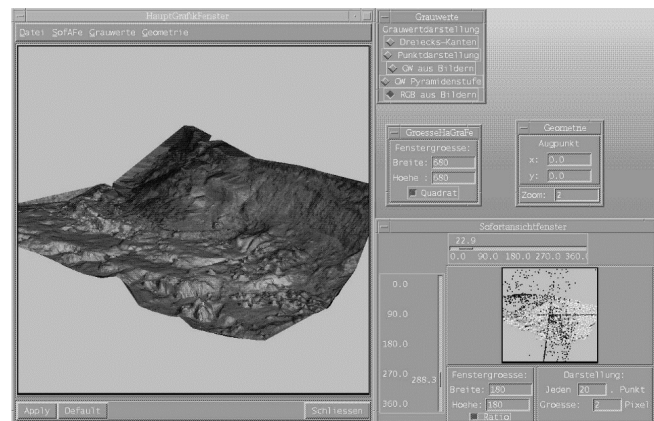 HauptGrafikFenster
Datei SofAFe Grauwerte Geometrie
Apply Default Schliessen
Grauwerte
Grauwertdarstellung
Dreiecks-Kanten
Punktdarstellung
GW aus Bildern
GW Pyramidenstufe
RGB aus Bildern
GroesseHaGraFe
Fenstergroesse:
Breite: 680
Hoehe : 680
Quadrat
Geometrie
Augpunkt
x: 0.0
y: 0.0
Zoom: 2
Sofortansichtfenster
22.9
0.0 90.0 180.0 270.0 360.0
0.0
90.0
180.0
270.0
288.3
360.0
Fenstergroesse:
Breite: 180
Hoehe: 180
Ratio
Darstellung:
Jeden 20 . Punkt
Groesse: 2 Pixel